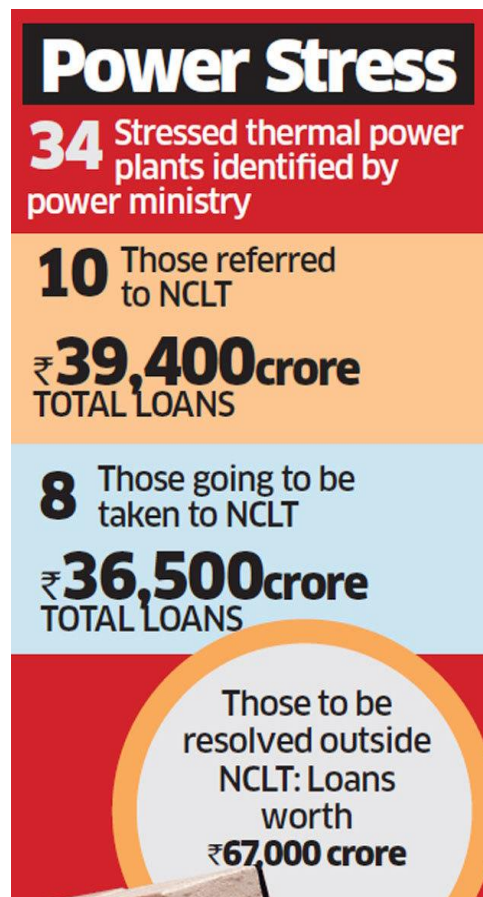 Power Stress
34 Stressed thermal power
plants identified by
power ministry
10 Those referred
to NCLT
₹39,400crore
TOTAL LOANS
8 Those going to be
taken to NCLT
₹36,500crore
TOTAL LOANS
Those to be
resolved outside
NCLT: Loans
worth
₹67,000 crore